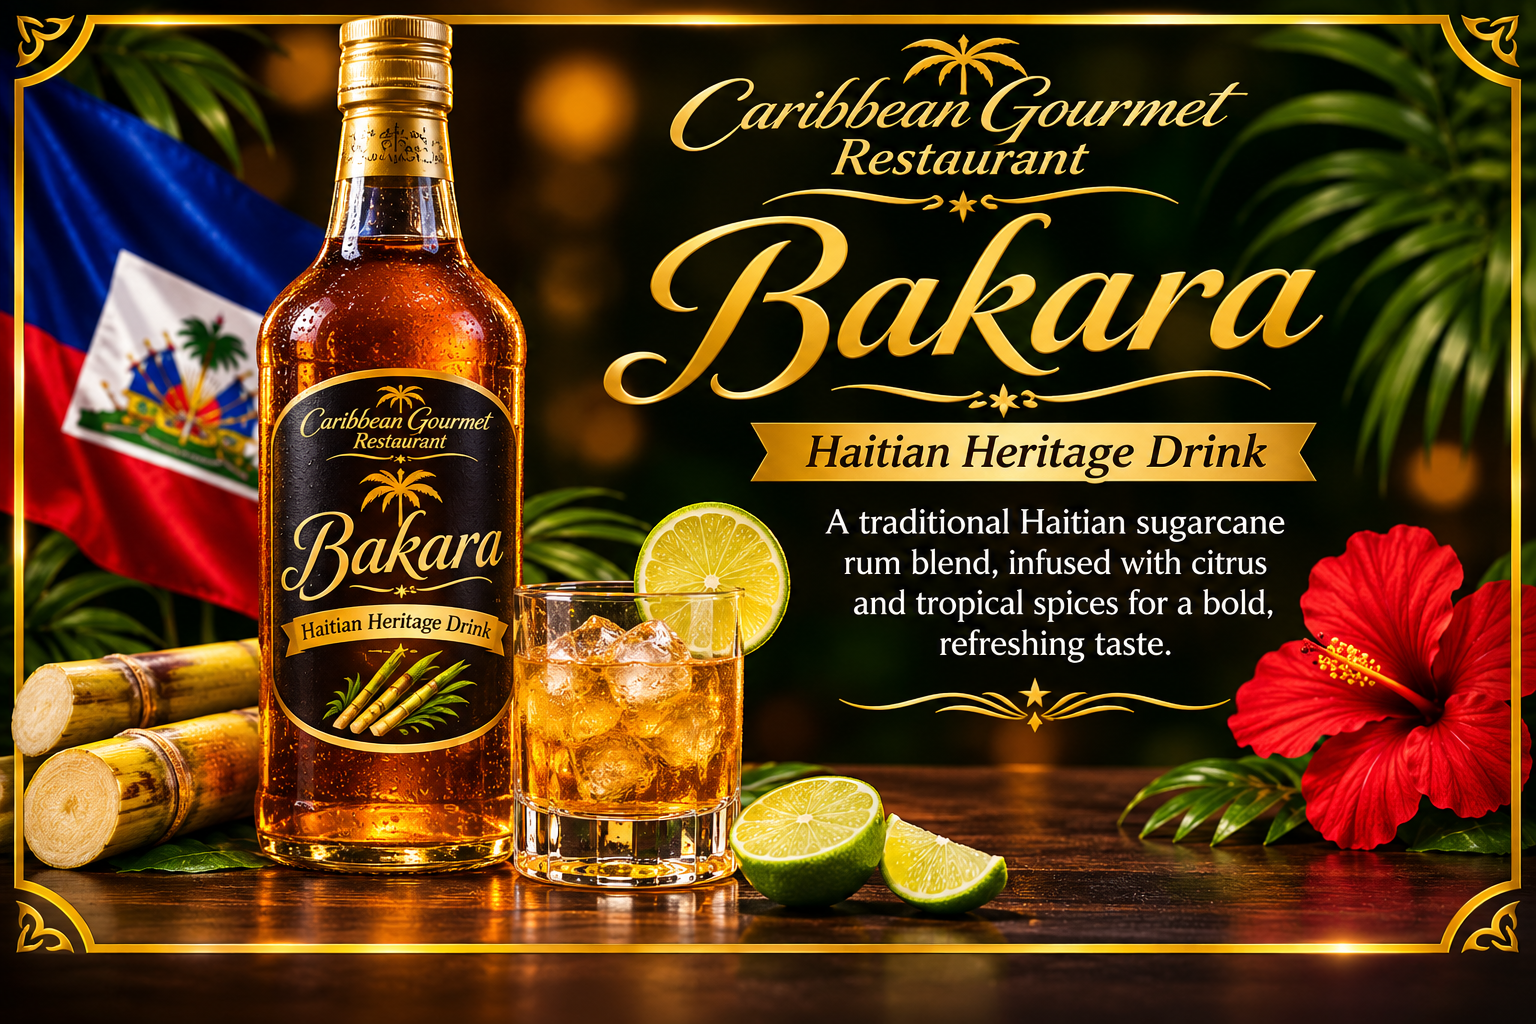 Caribbean Gourmet
Restaurant
Bakara
Haitian Heritage Drink
A traditional Haitian sugarcane
rum blend, infused with citrus
and tropical spices for a bold,
refreshing taste.
Caribbean Gourmet
Restaurant
Bakara
Haitian Heritage Drink